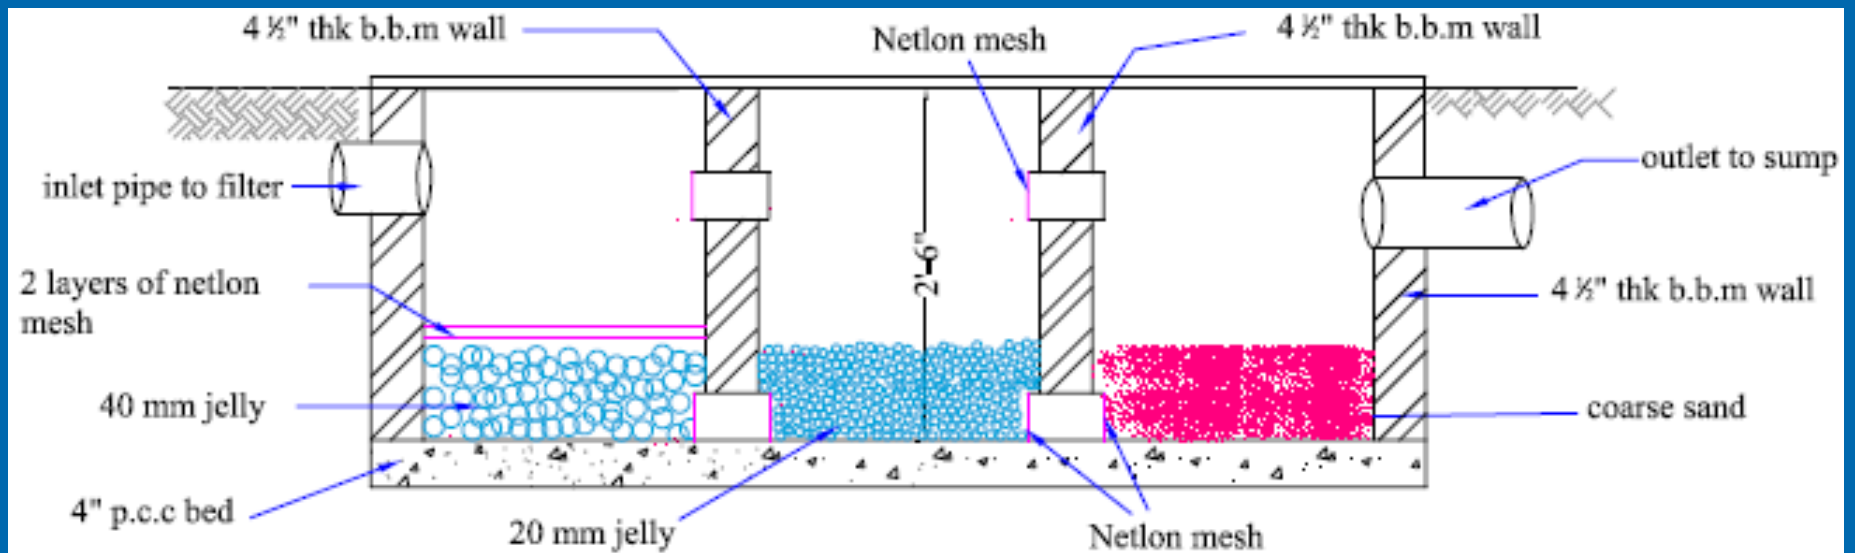 4 ½" thk b.b.m wall
Netlon mesh
4 ½" thk b.b.m wall
inlet pipe to filter
outlet to sump
2 layers of netlon
mesh
2'-6"
4 ½" thk b.b.m wall
40 mm jelly
coarse sand
4" p.c.c bed
20 mm jelly
Netlon mesh